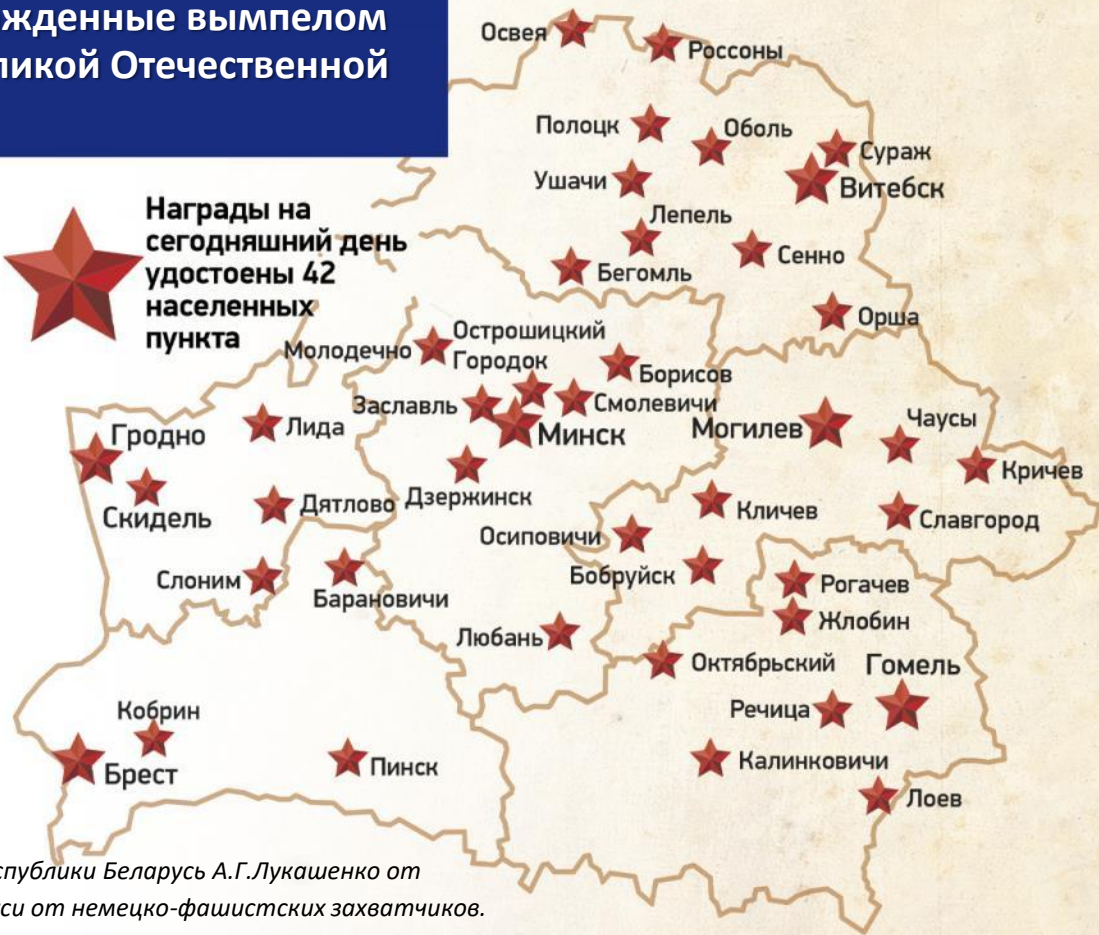 жденные вымпелом
ликой Отечественной
Награды на
сегодняшний день
удостоены 42
населенных
пункта
Освея
Россоны
Полоцк
Оболь
Сураж
Ушачи
Витебск
Лепель
Сенно
Бегомль
Орша
Молодечно
Острошицкий
Городок
Борисов
Заславль
Смолевичи
Минск
Могилев
Чаусы
Гродно
Лида
Кричев
Скидель
Дятлово
Дзержинск
Кличев
Славгород
Осиповичи
Слоним
Барановичи
Бобруйск
Рогачев
Жлобин
Любань
Октябрьский
Гомель
Речица
Кобрин
Брест
Пинск
Калинковичи
Лоев
спублики Беларусь А.Г.Лукашенко от
си от немецко-фашистских захватчиков.